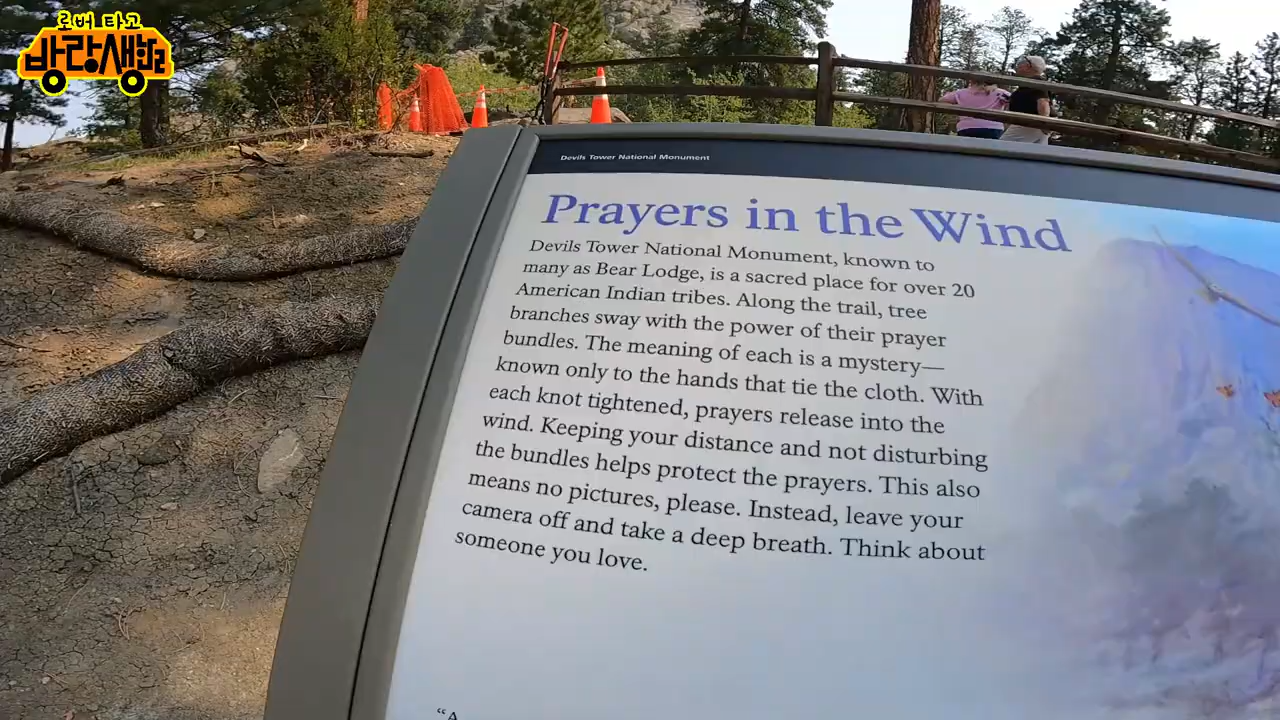 로버 타고
바람새렁로
Devils Tower National Monument
Prayers in the Wind
Devils Tower National Monument, known to
many as Bear Lodge, is a sacred place for over 20
American Indian tribes. Along the trail, tree
branches sway with the power of their prayer
bundles. The meaning of each is a mystery—
known only to the hands that tie the cloth. With
each knot tightened, prayers release into the
wind. Keeping your distance and not disturbing
the bundles helps protect the prayers. This also
means no pictures, please. Instead, leave your
camera off and take a deep breath. Think about
someone you love.
“A